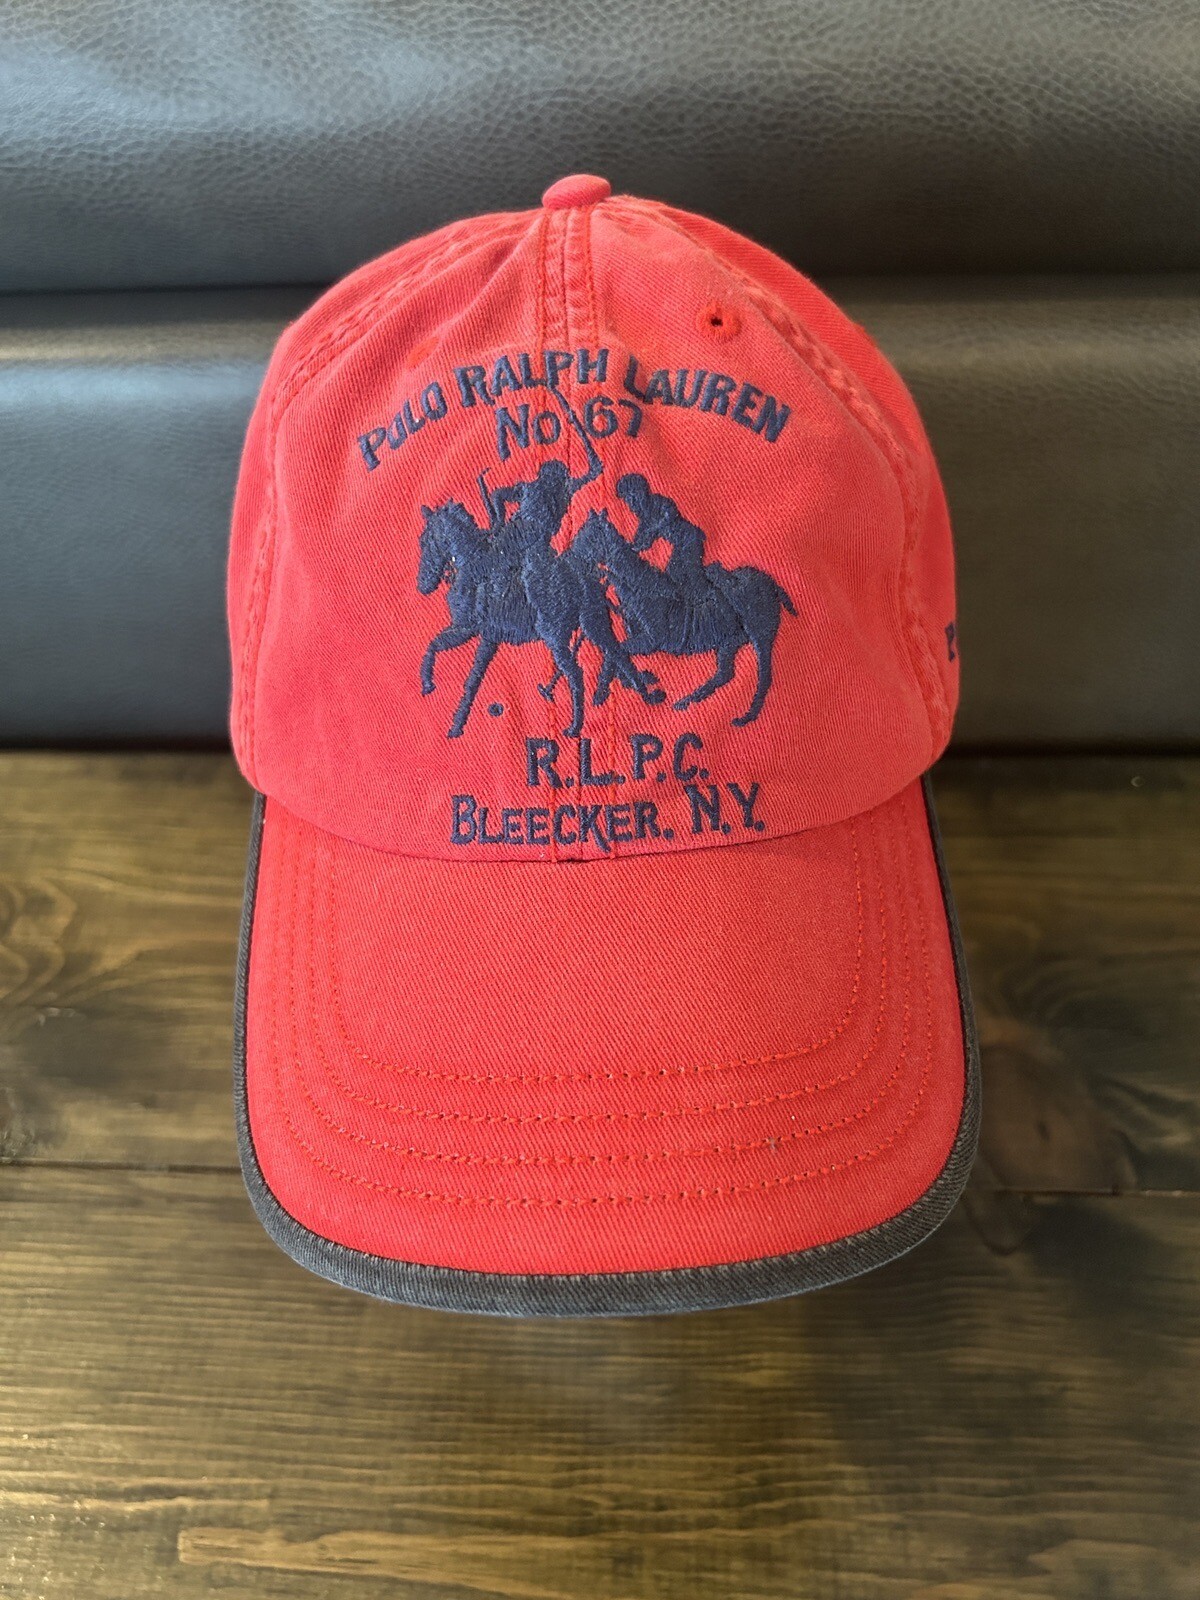 POLO RALPH LAUREN
No 67
R.L.P.C.
BLEECKER. N.Y.
P